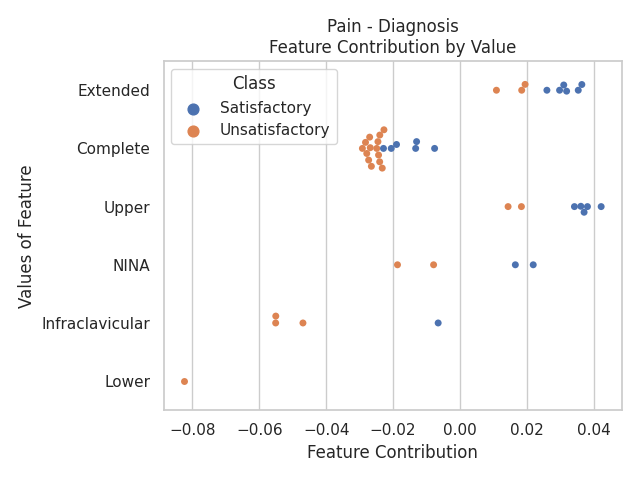 Pain - Diagnosis
Feature Contribution by Value
Class
Satisfactory
Unsatisfactory
Values of Feature
Extended
Complete
Upper
NINA
Infraclavicular
Lower
−0.08 −0.06 −0.04 −0.02 0.00 0.02 0.04
Feature Contribution